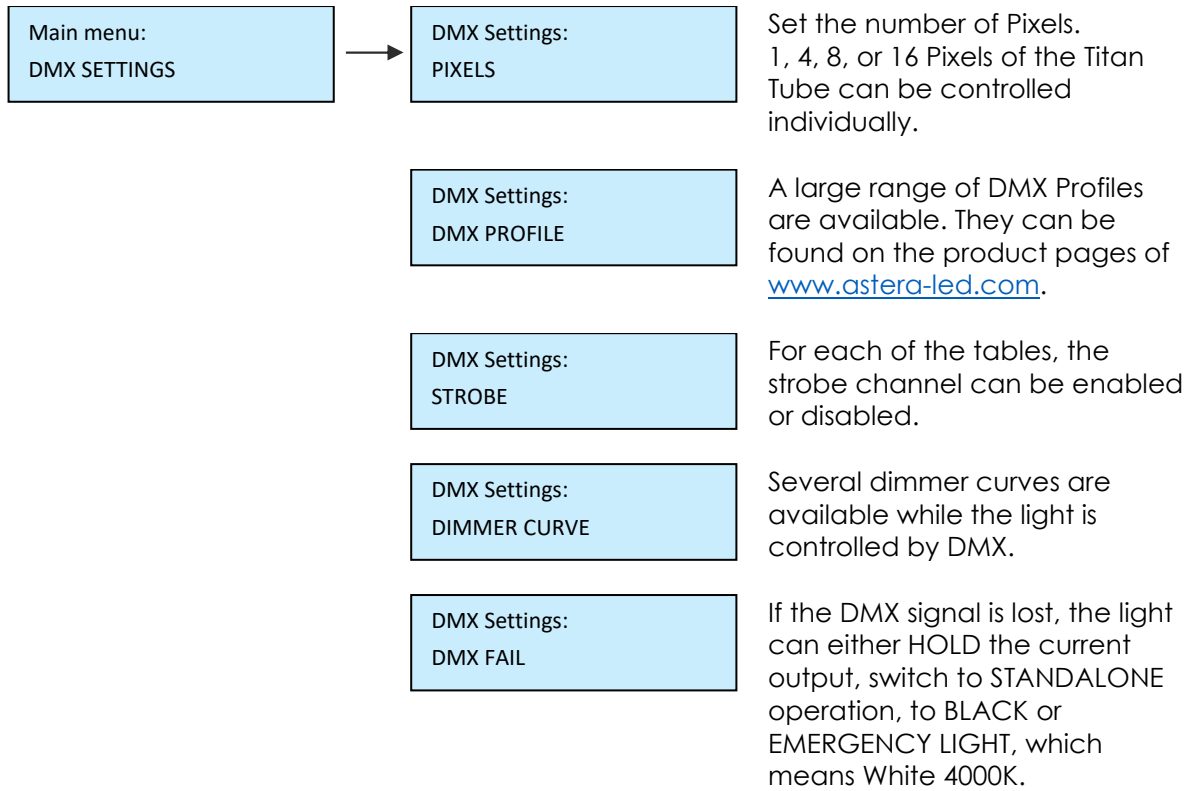 Main menu:
DMX SETTINGS
DMX Settings:
PIXELS
Set the number of Pixels.
1, 4, 8, or 16 Pixels of the Titan
Tube can be controlled
individually.
DMX Settings:
DMX PROFILE
A large range of DMX Profiles
are available. They can be
found on the product pages of
www.astera-led.com.
DMX Settings:
STROBE
For each of the tables, the
strobe channel can be enabled
or disabled.
DMX Settings:
DIMMER CURVE
Several dimmer curves are
available while the light is
controlled by DMX.
DMX Settings:
DMX FAIL
If the DMX signal is lost, the light
can either HOLD the current
output, switch to STANDALONE
operation, to BLACK or
EMERGENCY LIGHT, which
means White 4000K.